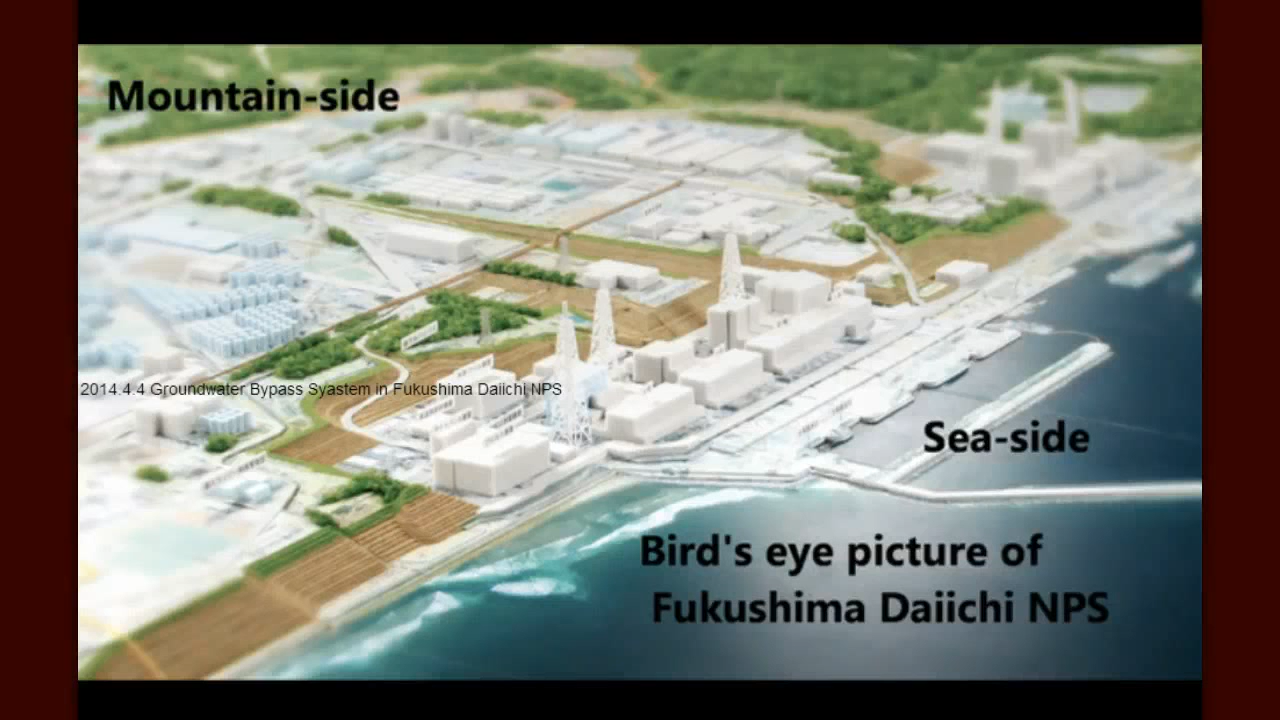 Mountain-side
2014.4.4 Groundwater Bypass Syastem in Fukushima Daiichi NPS
Sea-side
Bird's eye picture of
Fukushima Daiichi NPS